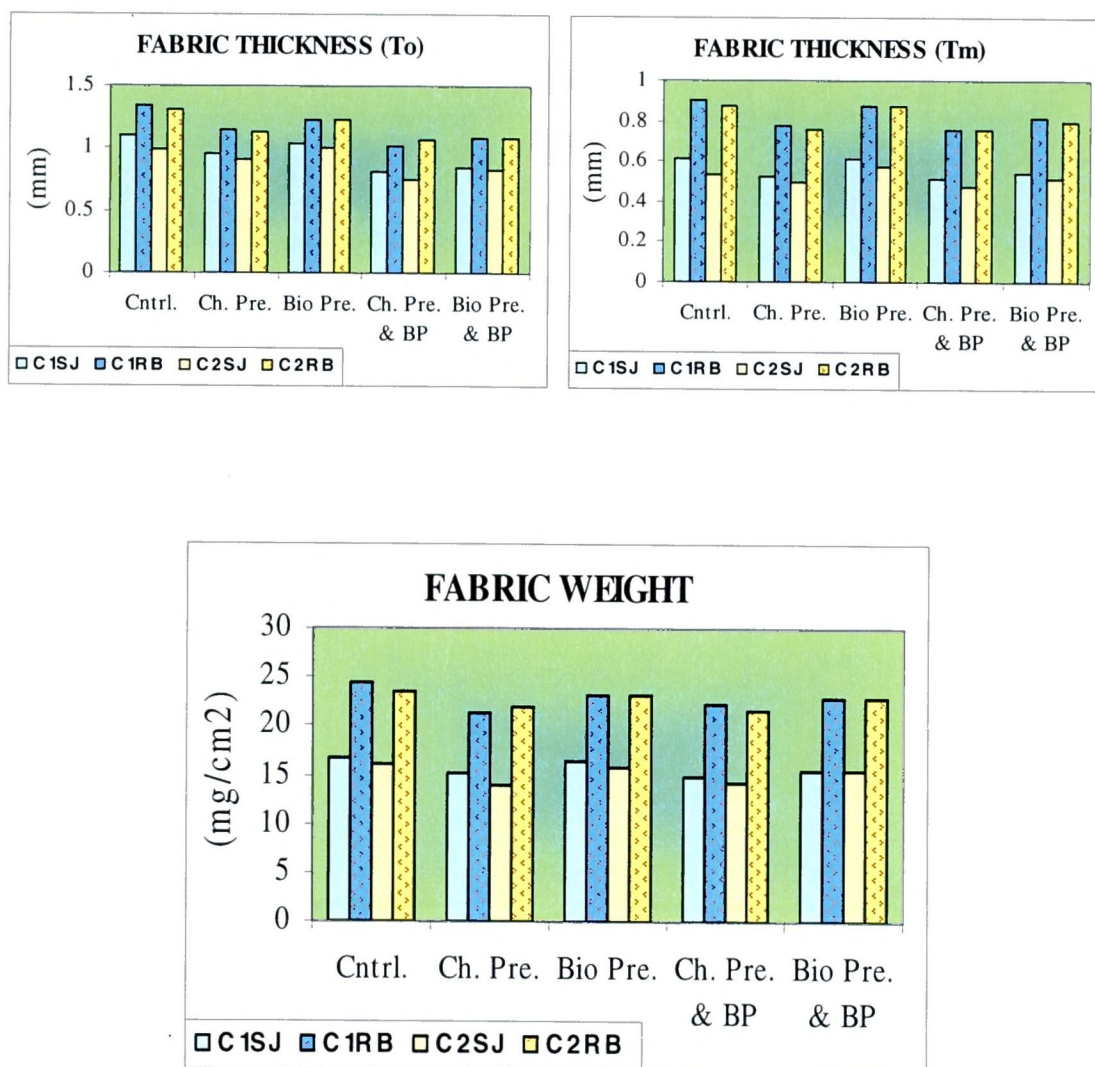 FABRIC THICKNESS (To)
1.5
1
0.5
0
(mm)
Cntrl. Ch. Pre. Bio Pre. Ch. Pre. & BP Bio Pre. & BP
C1SJ C1RB C2SJ C2RB
FABRIC THICKNESS (Tm)
1
0.8
0.6
0.4
0.2
0
(mm)
Cntrl. Ch. Pre. Bio Pre. Ch. Pre. & BP Bio Pre. & BP
C1SJ C1RB C2SJ C2RB
FABRIC WEIGHT
30
25
20
15
10
5
0
(mg/cm2)
Cntrl. Ch. Pre. Bio Pre. Ch. Pre. & BP Bio Pre. & BP
C1SJ C1RB C2SJ C2RB